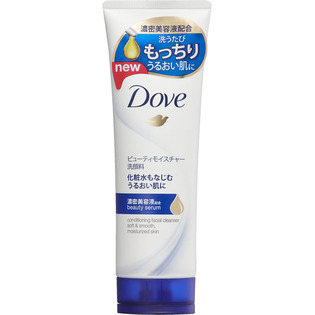 濃密美容液配合
洗うたび
もっちり
うるおい肌に
new
Dove
ビューティモイスチャー
洗顔料
化粧水もなじむ
うるおい肌に
濃密美容液配合
beauty serum
conditioning facial cleanser
soft & smooth,
moisturized skin